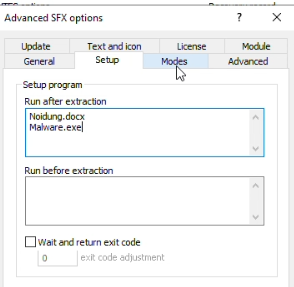 Advanced SFX options
?
Update Text and icon License Module
General Setup Modes Advanced
Setup program
Run after extraction
Noidung.docx
Malware.exe
Run before extraction
Wait and return exit code
0 exit code adjustment